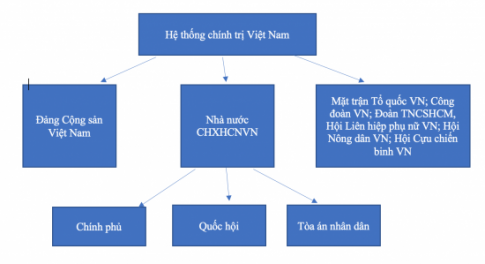 Hệ thống chính trị Việt Nam
Đảng Cộng sản
Việt Nam
Nhà nước
CHXHCNVN
Mặt trận Tổ quốc VN; Công
đoàn VN; Đoàn TNCSHCM,
Hội Liên hiệp phụ nữ VN; Hội
Nông dân VN; Hội Cựu chiến
binh VN
Chính phủ
Quốc hội
Tòa án nhân dân